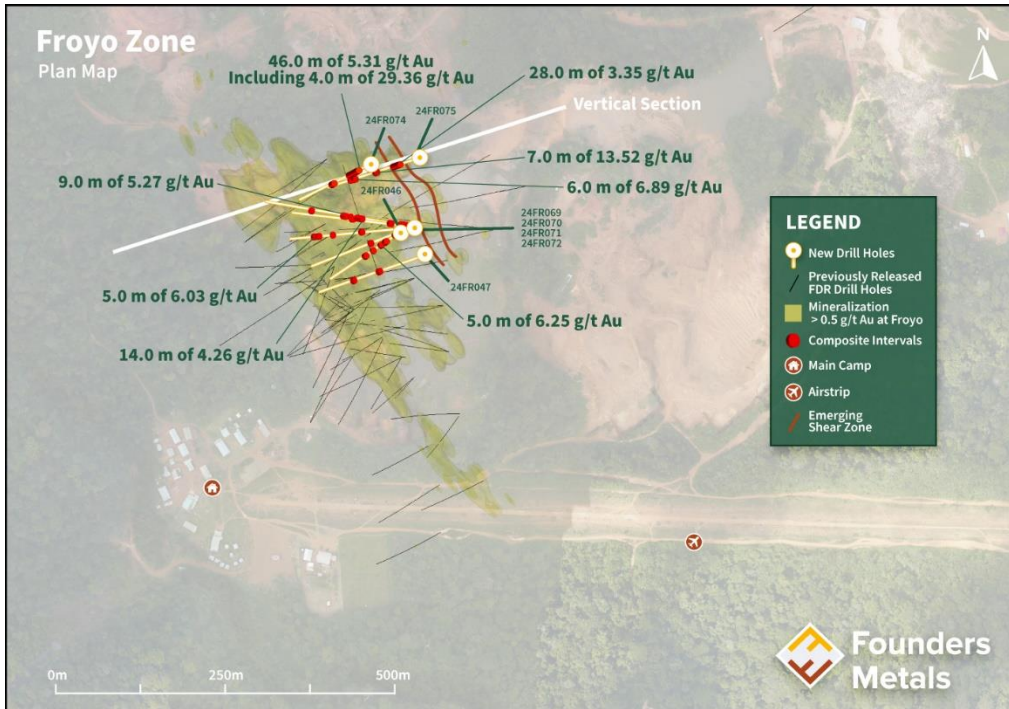 Froyo Zone
Plan Map
46.0 m of 5.31 g/t Au
Including 4.0 m of 29.36 g/t Au
28.0 m of 3.35 g/t Au
N
Vertical Section
24FR074
24FR075
7.0 m of 13.52 g/t Au
9.0 m of 5.27 g/t Au
24FR046
6.0 m of 6.89 g/t Au
24FR069
24FR070
24FR071
24FR072
24FR047
5.0 m of 6.03 g/t Au
5.0 m of 6.25 g/t Au
14.0 m of 4.26 g/t Au
LEGEND
New Drill Holes
Previously Released
FDR Drill Holes
Mineralization
> 0.5 g/t Au at Froyo
Composite Intervals
Main Camp
Airstrip
Emerging
Shear Zone
0m
250m
500m
Founders
Metals